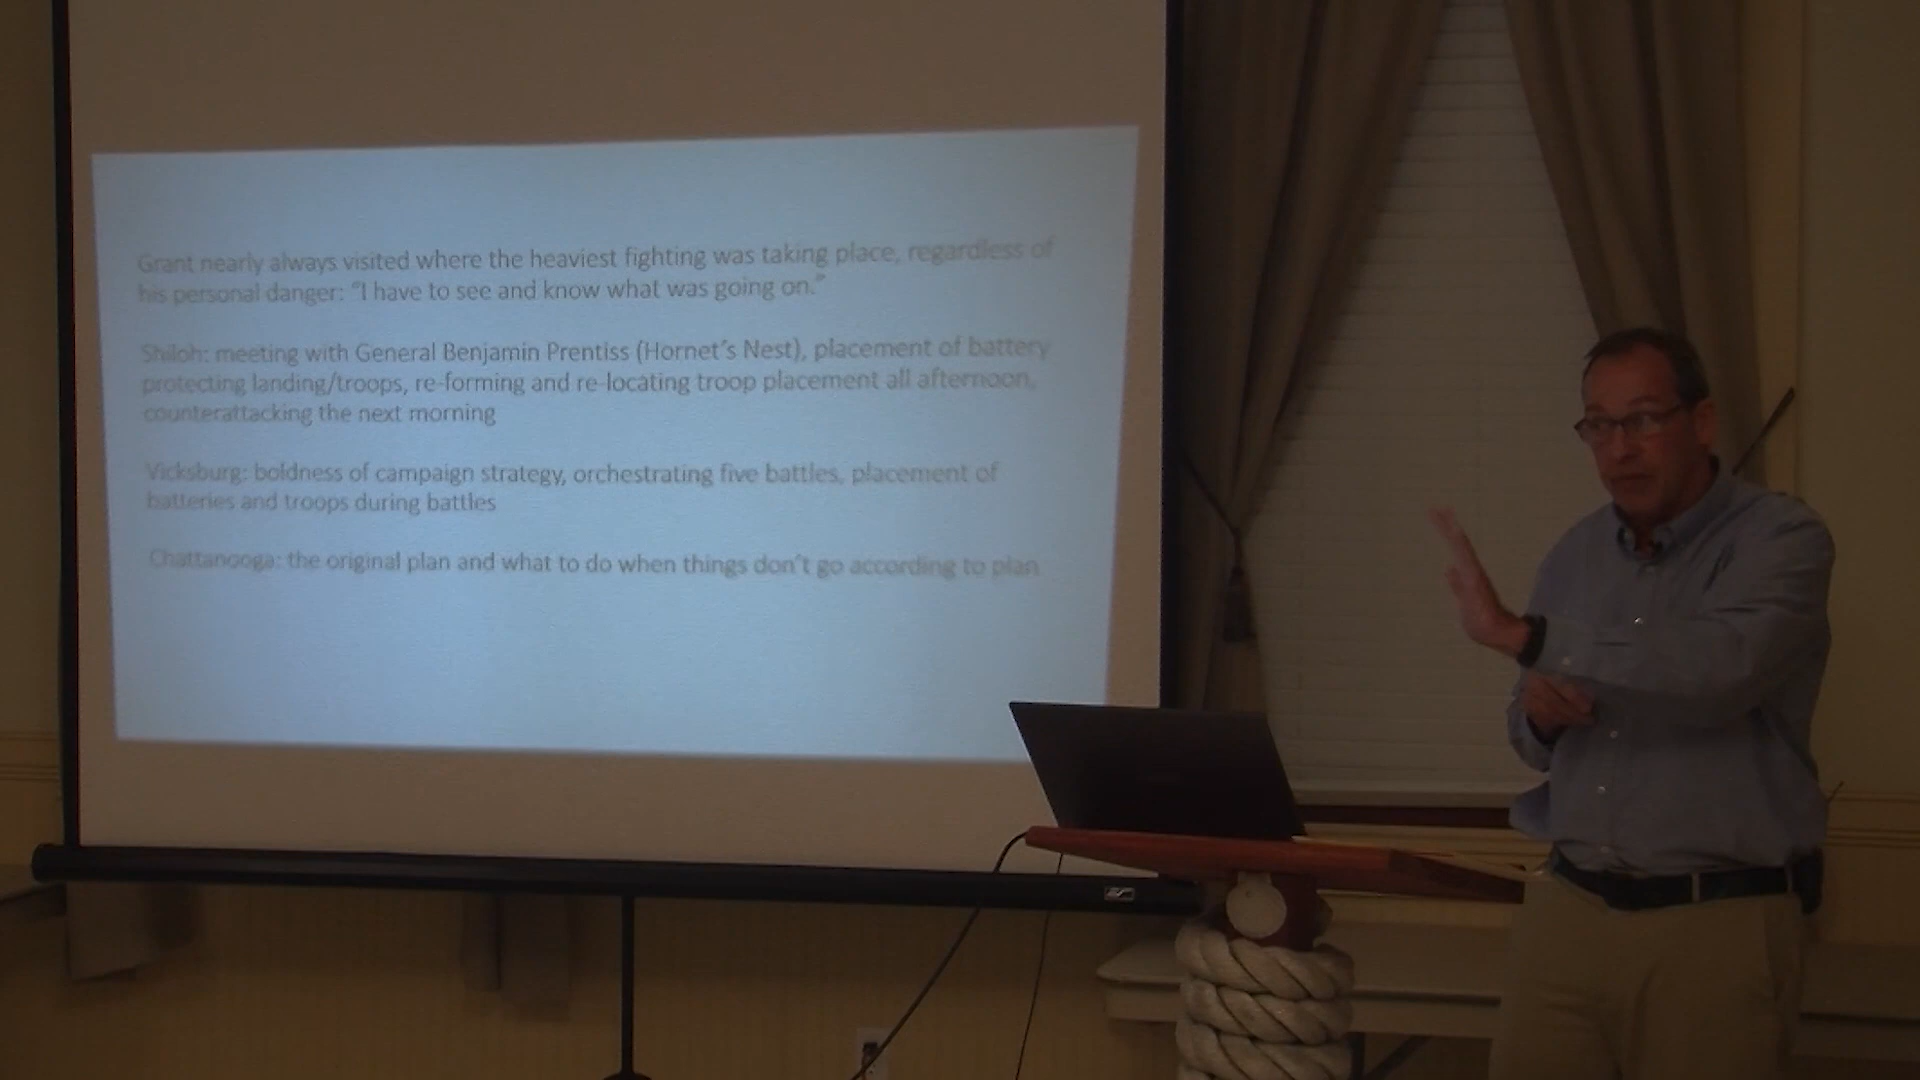 Grant nearly always visited where the heaviest fighting was taking place, regardless of
his personal danger: “I have to see and know what was going on.”
Shiloh: meeting with General Benjamin Prentiss (Hornet’s Nest), placement of battery
protecting landing/troops, re-forming and re-locating troop placement all afternoon,
counterattacking the next morning
Vicksburg: boldness of campaign strategy, orchestrating five battles, placement of
batteries and troops during battles
Chattanooga: the original plan and what to do when things don’t go according to plan